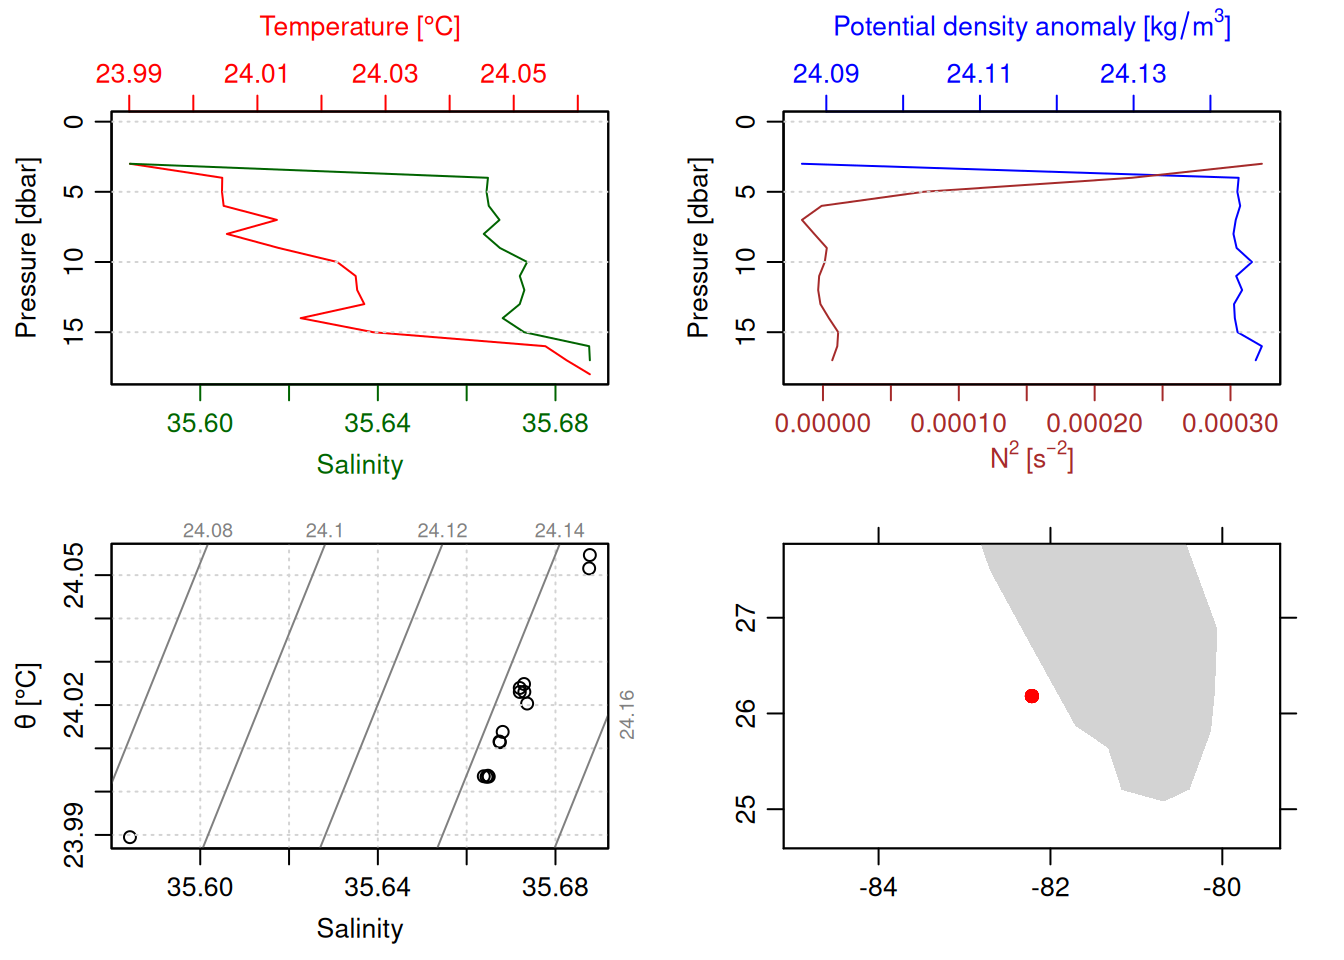 Temperature [°C]
23.99 24.01 24.03 24.05
Pressure [dbar]
0
5
10
15
35.60 35.64 35.68
Salinity
Potential density anomaly [kg/m³]
24.09 24.11 24.13
Pressure [dbar]
0
5
10
15
0.00000 0.00010 0.00020 0.00030
N² [s⁻²]
24.08 24.1 24.12 24.14
24.16
θ [°C]
24.05
24.02
23.99
35.60 35.64 35.68
Salinity
27
26
25
-84 -82 -80